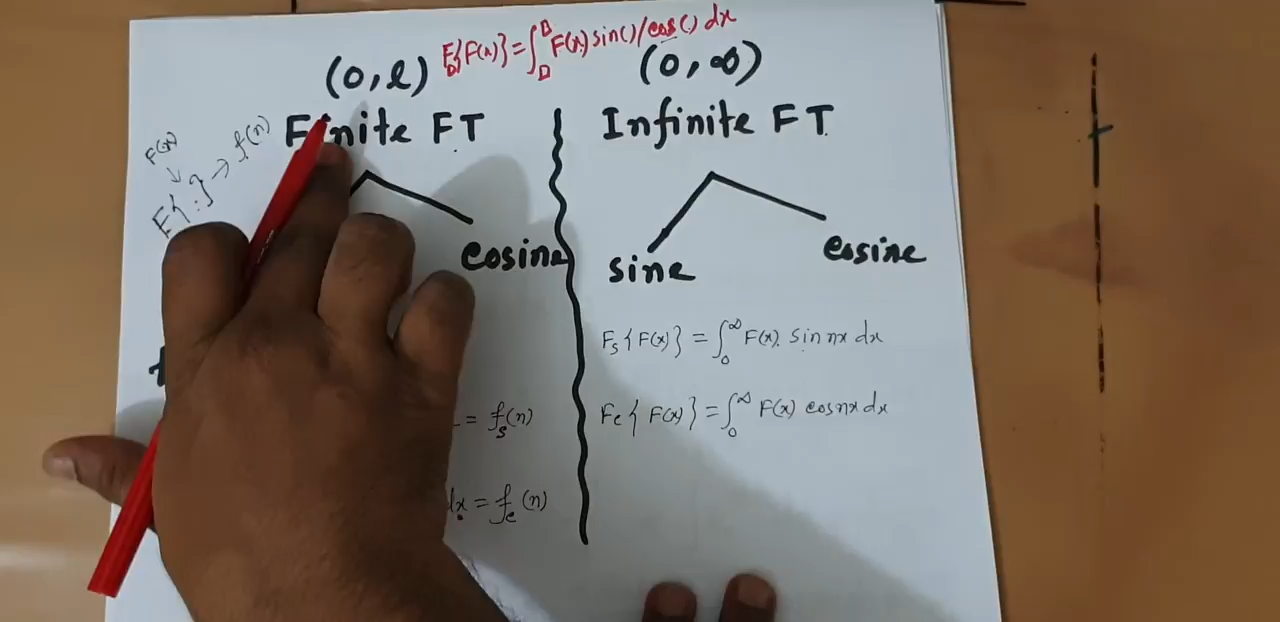 F{F(x)} = ∫ F(x) sin()/cos() dx
(0, l)
(0, ∞)
Finite FT
Infinite FT
F(x)
↓
F{.} → f(n)
cosine
sine
cosine
Fs{F(x)} = ∫₀^∞ F(x). sin nx dx
= fs(n)
Fc{F(x)} = ∫₀^∞ F(x) cos nx dx
dx = fc(n)